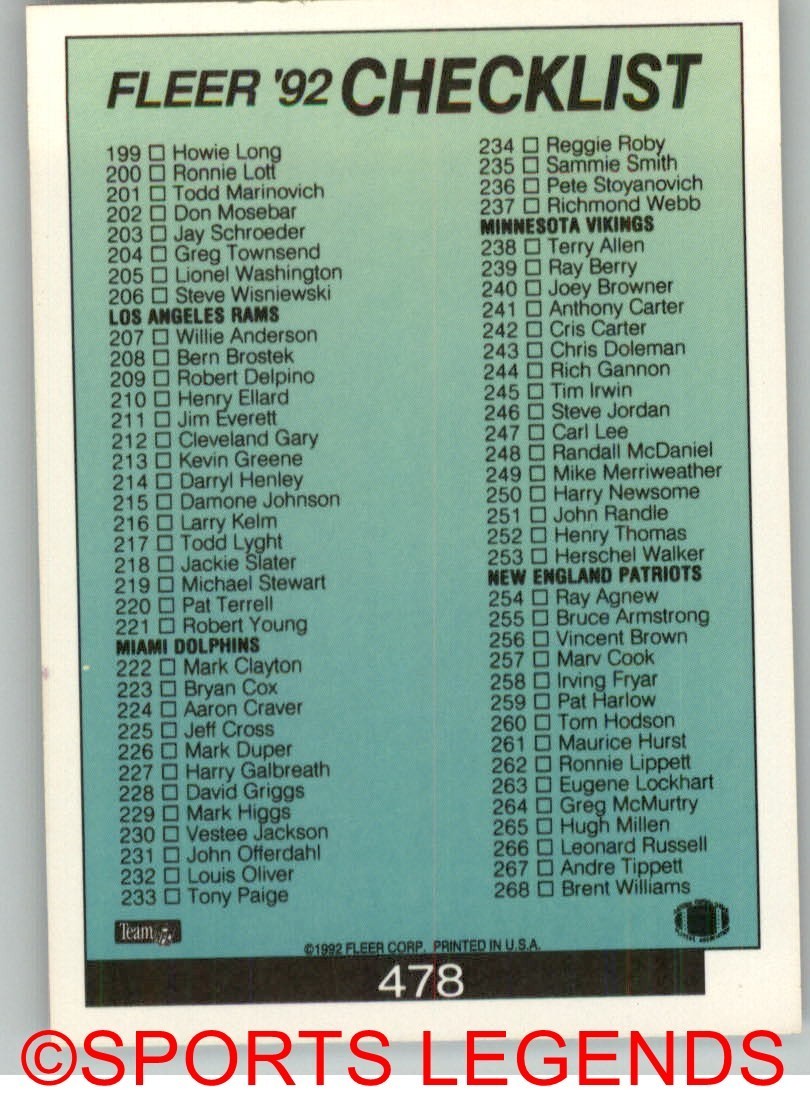 FLEER '92 CHECKLIST
199 □ Howie Long
200 □ Ronnie Lott
201 □ Todd Marinovich
202 □ Don Mosebar
203 □ Jay Schroeder
204 □ Greg Townsend
205 □ Lionel Washington
206 □ Steve Wisniewski
LOS ANGELES RAMS
207 □ Willie Anderson
208 □ Bern Brostek
209 □ Robert Delpino
210 □ Henry Ellard
211 □ Jim Everett
212 □ Cleveland Gary
213 □ Kevin Greene
214 □ Darryl Henley
215 □ Damone Johnson
216 □ Larry Kelm
217 □ Todd Lyght
218 □ Jackie Slater
219 □ Michael Stewart
220 □ Pat Terrell
221 □ Robert Young
MIAMI DOLPHINS
222 □ Mark Clayton
223 □ Bryan Cox
224 □ Aaron Craver
225 □ Jeff Cross
226 □ Mark Duper
227 □ Harry Galbreath
228 □ David Griggs
229 □ Mark Higgs
230 □ Vestee Jackson
231 □ John Offerdahl
232 □ Louis Oliver
233 □ Tony Paige
234 □ Reggie Roby
235 □ Sammie Smith
236 □ Pete Stoyanovich
237 □ Richmond Webb
MINNESOTA VIKINGS
238 □ Terry Allen
239 □ Ray Berry
240 □ Joey Browner
241 □ Anthony Carter
242 □ Cris Carter
243 □ Chris Doleman
244 □ Rich Gannon
245 □ Tim Irwin
246 □ Steve Jordan
247 □ Carl Lee
248 □ Randall McDaniel
249 □ Mike Merriweather
250 □ Harry Newsome
251 □ John Randle
252 □ Henry Thomas
253 □ Herschel Walker
NEW ENGLAND PATRIOTS
254 □ Ray Agnew
255 □ Bruce Armstrong
256 □ Vincent Brown
257 □ Marv Cook
258 □ Irving Fryar
259 □ Pat Harlow
260 □ Tom Hodson
261 □ Maurice Hurst
262 □ Ronnie Lippett
263 □ Eugene Lockhart
264 □ Greg McMurtry
265 □ Hugh Millen
266 □ Leonard Russell
267 □ Andre Tippett
268 □ Brent Williams
Team
©1992 FLEER CORP. PRINTED IN U.S.A.
478
©SPORTS LEGENDS